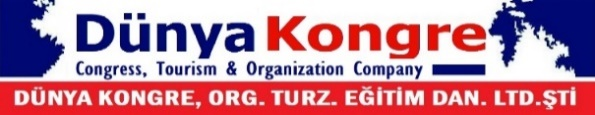 Dünya Kongre
Congress, Tourism & Organization Company
DÜNYA KONGRE, ORG. TURZ. EĞİTİM DAN. LTD.ŞTİ